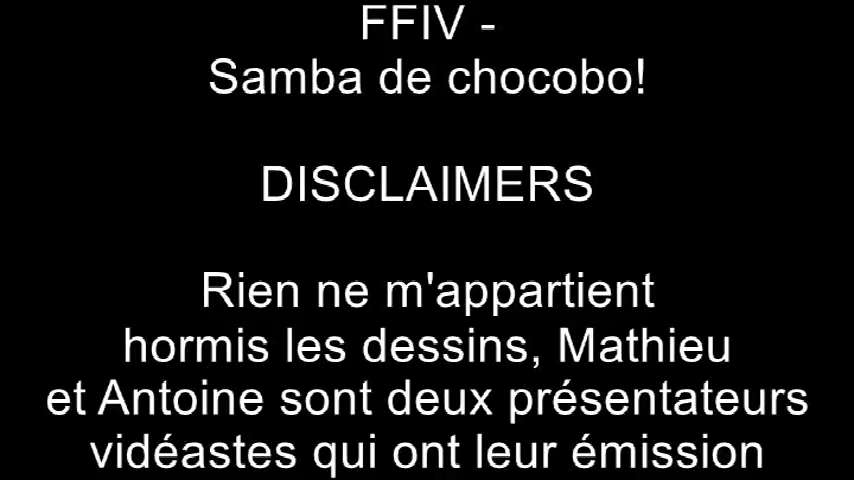 FFIV -
Samba de chocobo!
DISCLAIMERS
Rien ne m'appartient
hormis les dessins, Mathieu
et Antoine sont deux présentateurs
vidéastes qui ont leur émission